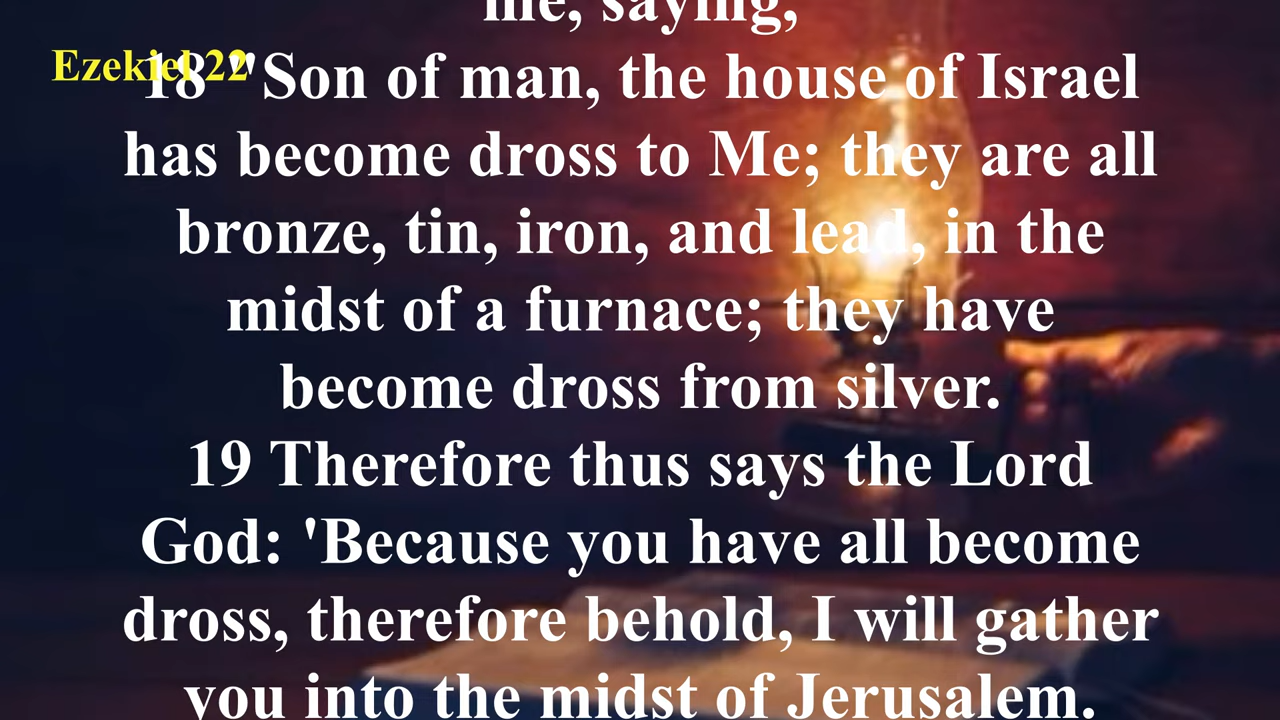 me, saying,
Ezekiel 22
18 "Son of man, the house of Israel
has become dross to Me; they are all
bronze, tin, iron, and lead, in the
midst of a furnace; they have
become dross from silver.
19 Therefore thus says the Lord
God: 'Because you have all become
dross, therefore behold, I will gather
you into the midst of Jerusalem.